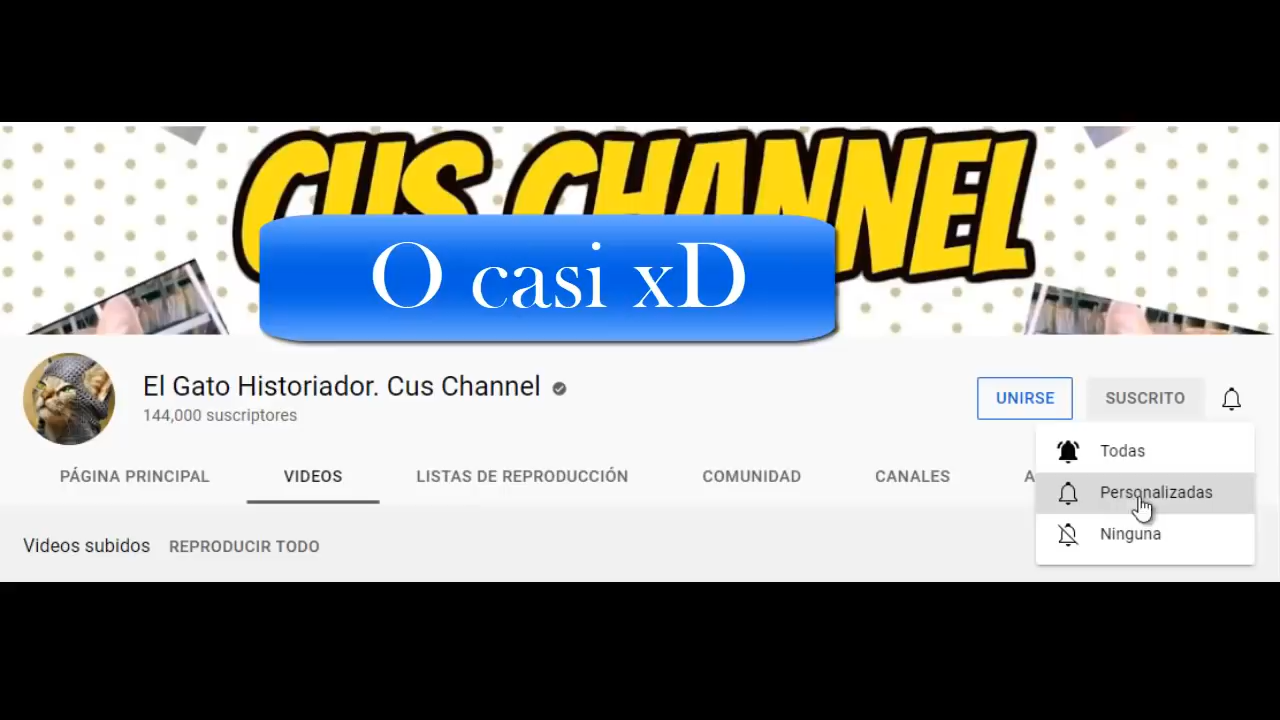 CUS CHANNEL
O casi xD
El Gato Historiador. Cus Channel
144,000 suscriptores
UNIRSE
SUSCRITO
Todas
PÁGINA PRINCIPAL
VIDEOS
LISTAS DE REPRODUCCIÓN
COMUNIDAD
CANALES
A
Personalizadas
Ninguna
Videos subidos
REPRODUCIR TODO